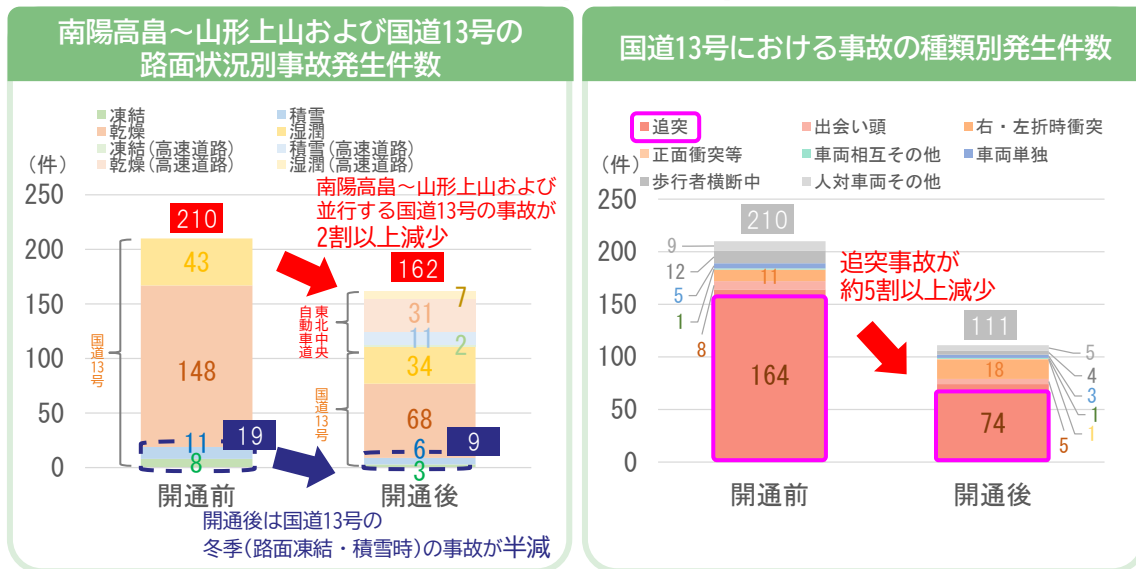 南陽高畠～山形上山および国道13号の
路面状況別事故発生件数
凍結
積雪
乾燥
湿潤
凍結(高速道路)
積雪(高速道路)
乾燥(高速道路)
湿潤(高速道路)
(件)
250
200
150
100
50
0
南陽高畠～山形上山および
並行する国道13号の事故が
2割以上減少
210
43
148
11
19
8
国道13号
162
7
31
11
2
34
68
6
9
3
東北中央
自動車道
国道13号
開通前
開通後
開通後は国道13号の
冬季(路面凍結・積雪時)の事故が半減
国道13号における事故の種類別発生件数
追突
出会い頭
右・左折時衝突
正面衝突等
車両相互その他
車両単独
歩行者横断中
人対車両その他
(件)
250
200
150
100
50
0
210
9
12
5
1
8
11
164
追突事故が
約5割以上減少
111
5
4
3
1
1
5
18
74
開通前
開通後